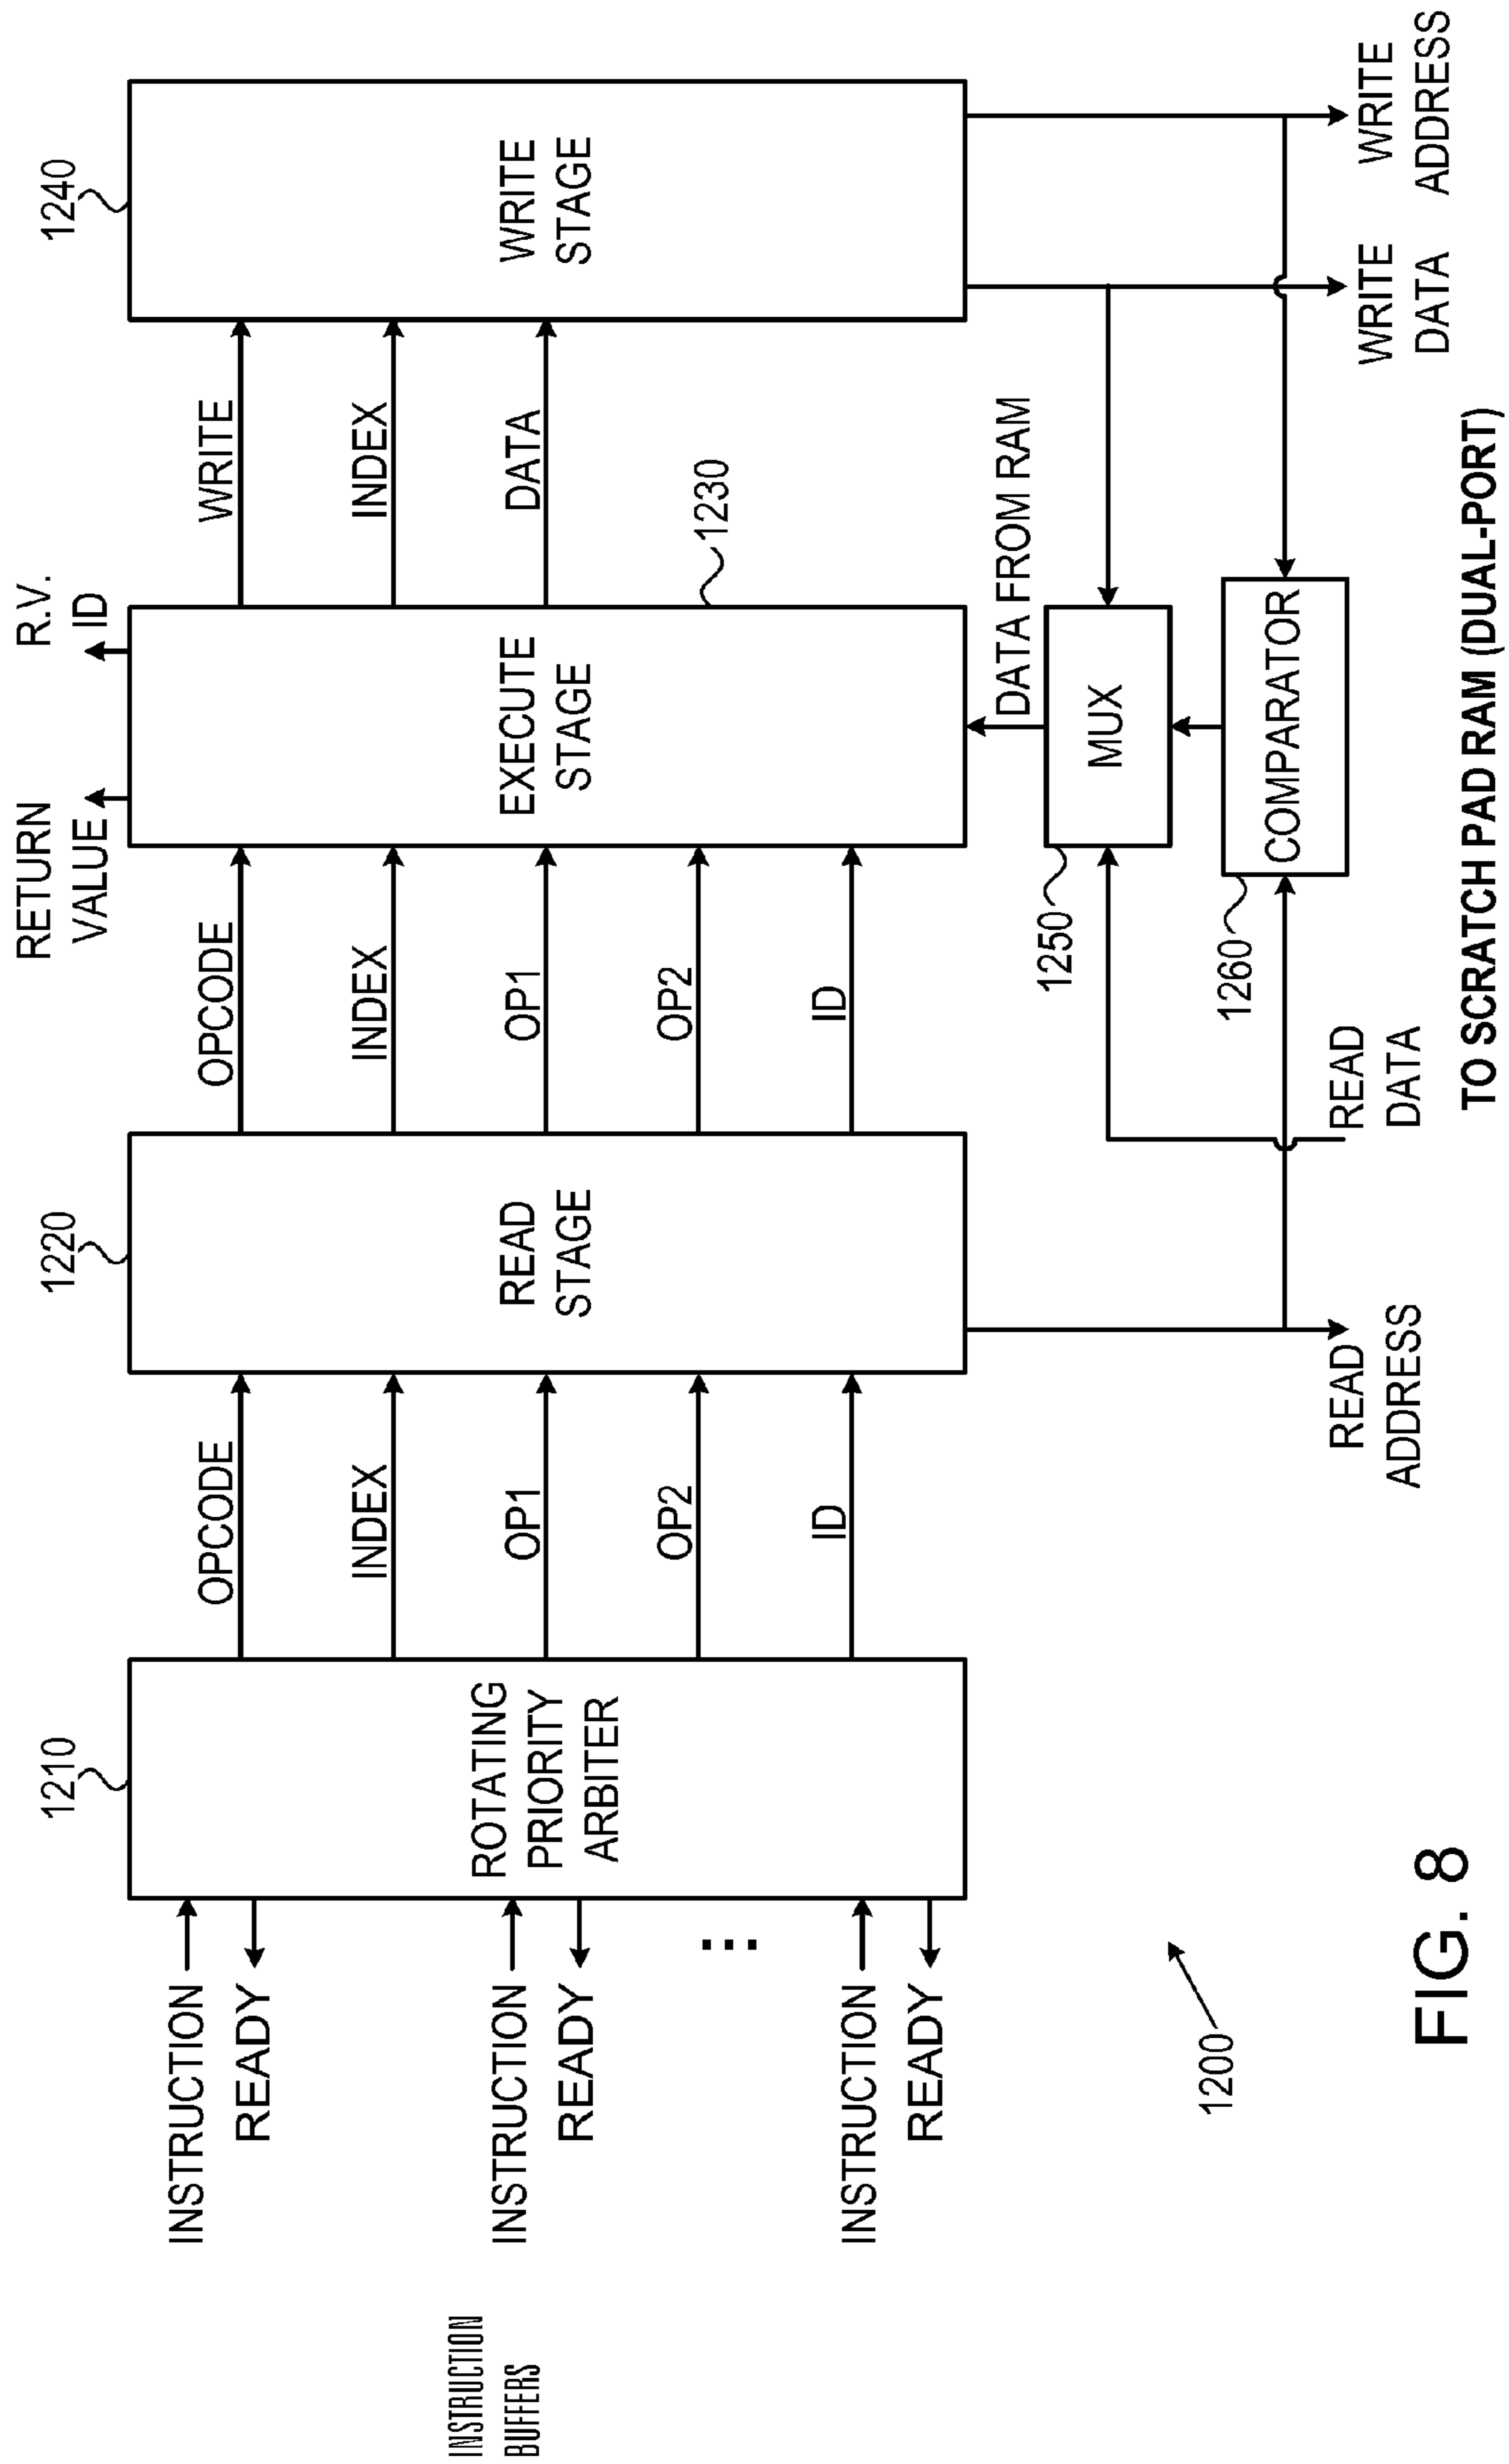 INSTRUCTION
BUFFERS
INSTRUCTION
READY
INSTRUCTION
READY
...
INSTRUCTION
READY
1210
ROTATING
PRIORITY
ARBITER
OPCODE
INDEX
OP1
OP2
ID
1220
READ
STAGE
OPCODE
INDEX
OP1
OP2
ID
RETURN
VALUE
R.V.
ID
EXECUTE
STAGE
1230
WRITE
INDEX
DATA
1240
WRITE
STAGE
DATA FROM RAM
1250
MUX
1260
COMPARATOR
READ
ADDRESS
READ
DATA
WRITE
DATA
WRITE
ADDRESS
TO SCRATCH PAD RAM (DUAL-PORT)
1200
FIG. 8